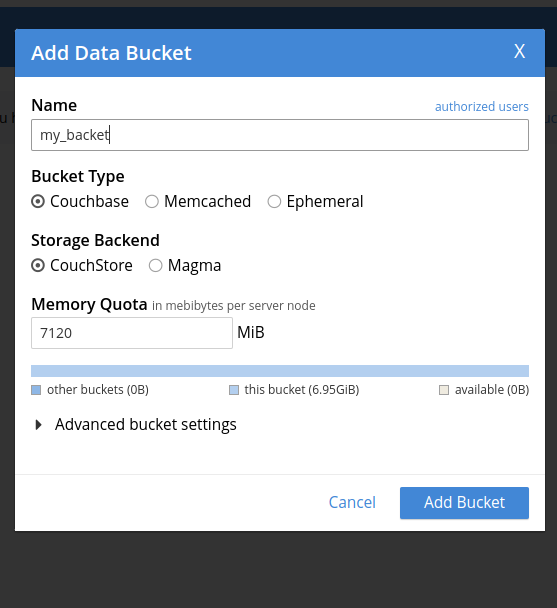 Add Data Bucket X
Name authorized users
my_backet
Bucket Type
Couchbase Memcached Ephemeral
Storage Backend
CouchStore Magma
Memory Quota in mebibytes per server node
7120 MiB
other buckets (0B) this bucket (6.95GiB) available (0B)
Advanced bucket settings
Cancel Add Bucket